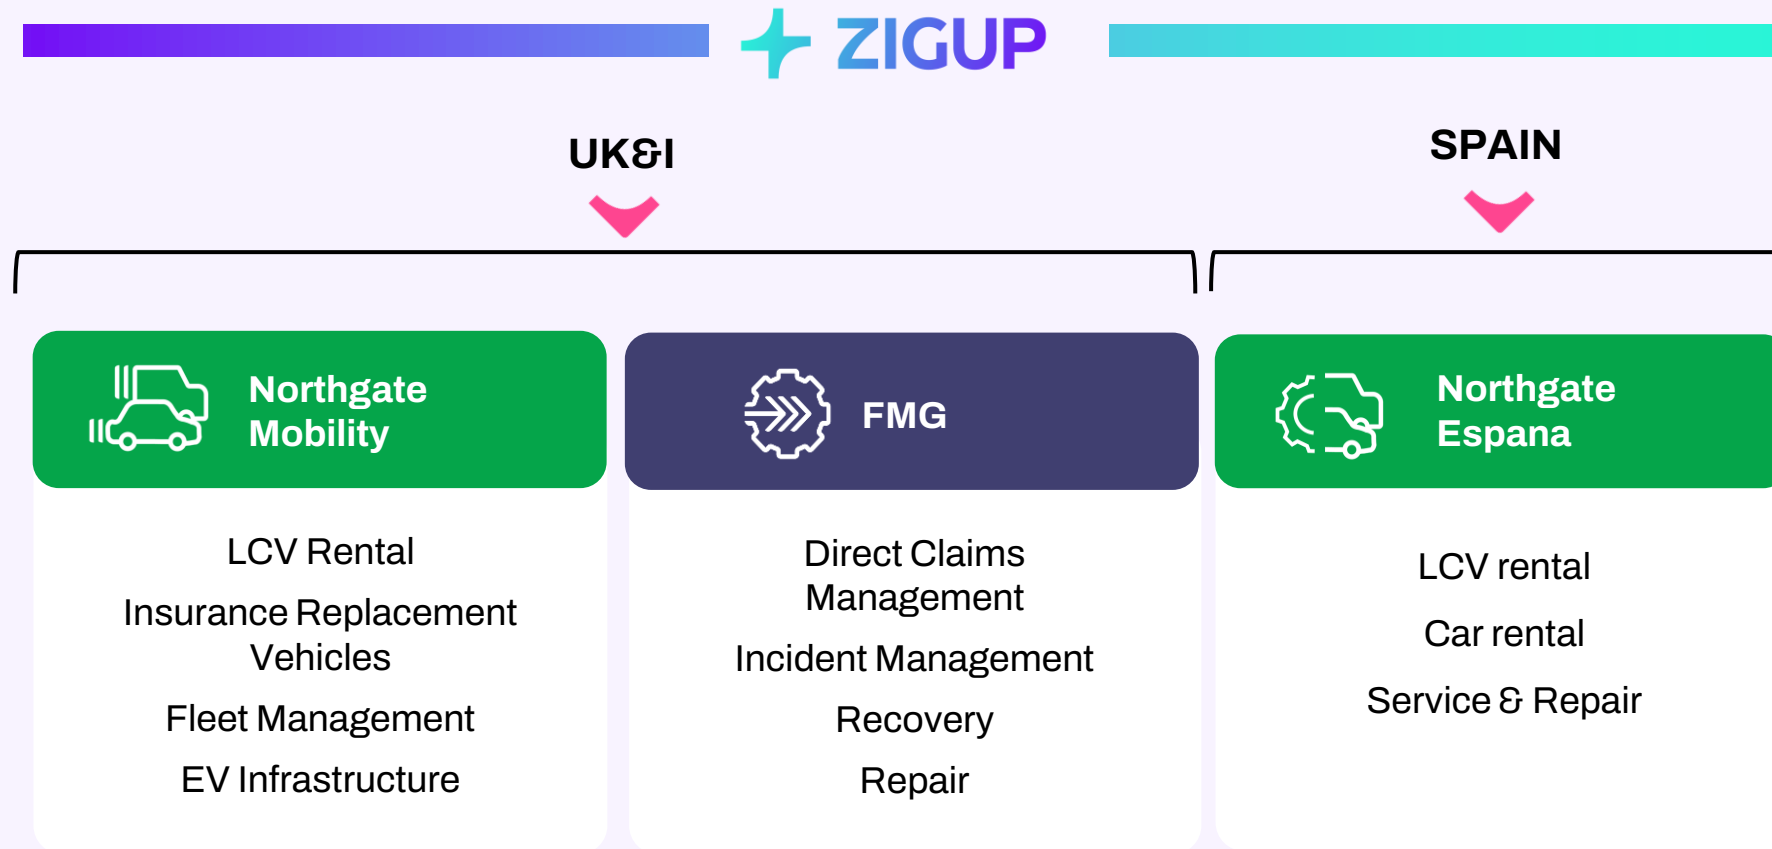 ZIGUP
UK&I
SPAIN
Northgate
Mobility
LCV Rental
Insurance Replacement
Vehicles
Fleet Management
EV Infrastructure
FMG
Direct Claims
Management
Incident Management
Recovery
Repair
Northgate
Espana
LCV rental
Car rental
Service & Repair